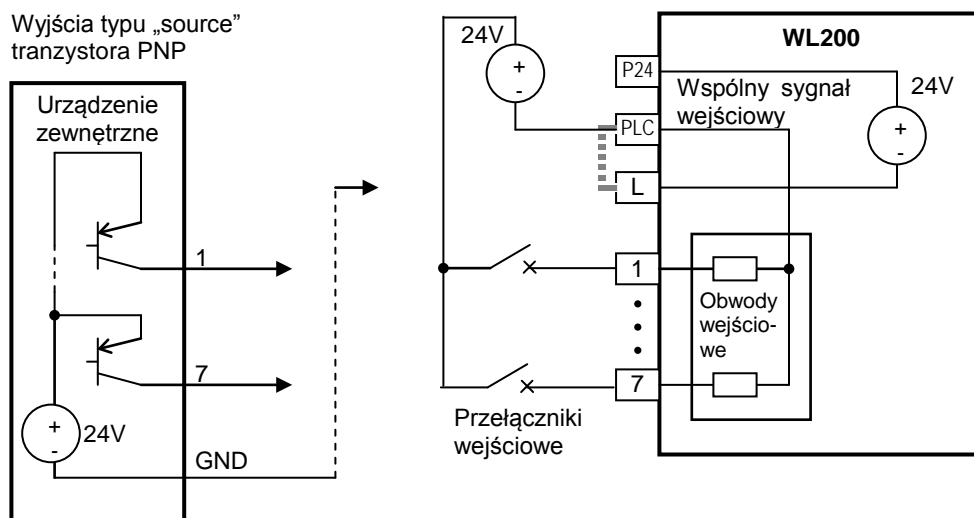 Wyjścia typu „source”
tranzystora PNP
Urządzenie
zewnętrzne
1
7
+
-
24V
GND
24V
+
-
WL200
P24
PLC
L
Wspólny sygnał
wejściowy
24V
+
-
1
7
Obwody
wejścio-
we
Przełączniki
wejściowe